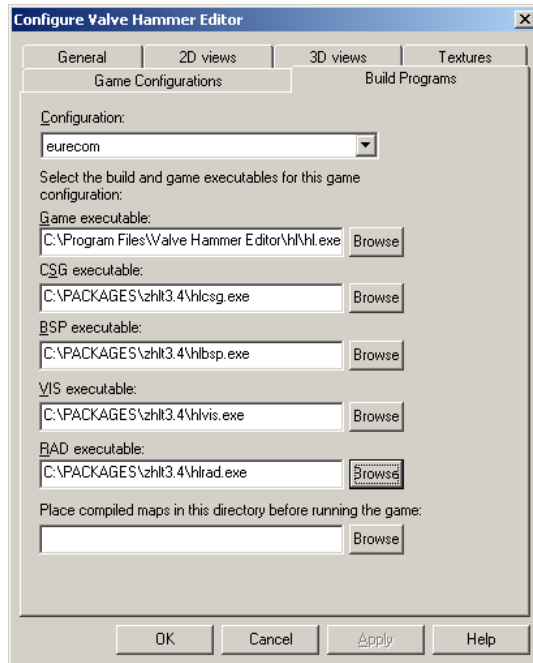 Configure Valve Hammer Editor
General 2D views 3D views Textures
Game Configurations Build Programs
Configuration:
eurecom
Select the build and game executables for this game
configuration:
Game executable:
C:\Program Files\Valve Hammer Editor\hl\hl.exe Browse
CSG executable:
C:\PACKAGES\zhlt3.4\hlcsg.exe Browse
BSP executable:
C:\PACKAGES\zhlt3.4\hlbsp.exe Browse
VIS executable:
C:\PACKAGES\zhlt3.4\hlvis.exe Browse
RAD executable:
C:\PACKAGES\zhlt3.4\hlrad.exe Browse
Place compiled maps in this directory before running the game:
Browse
OK Cancel Apply Help